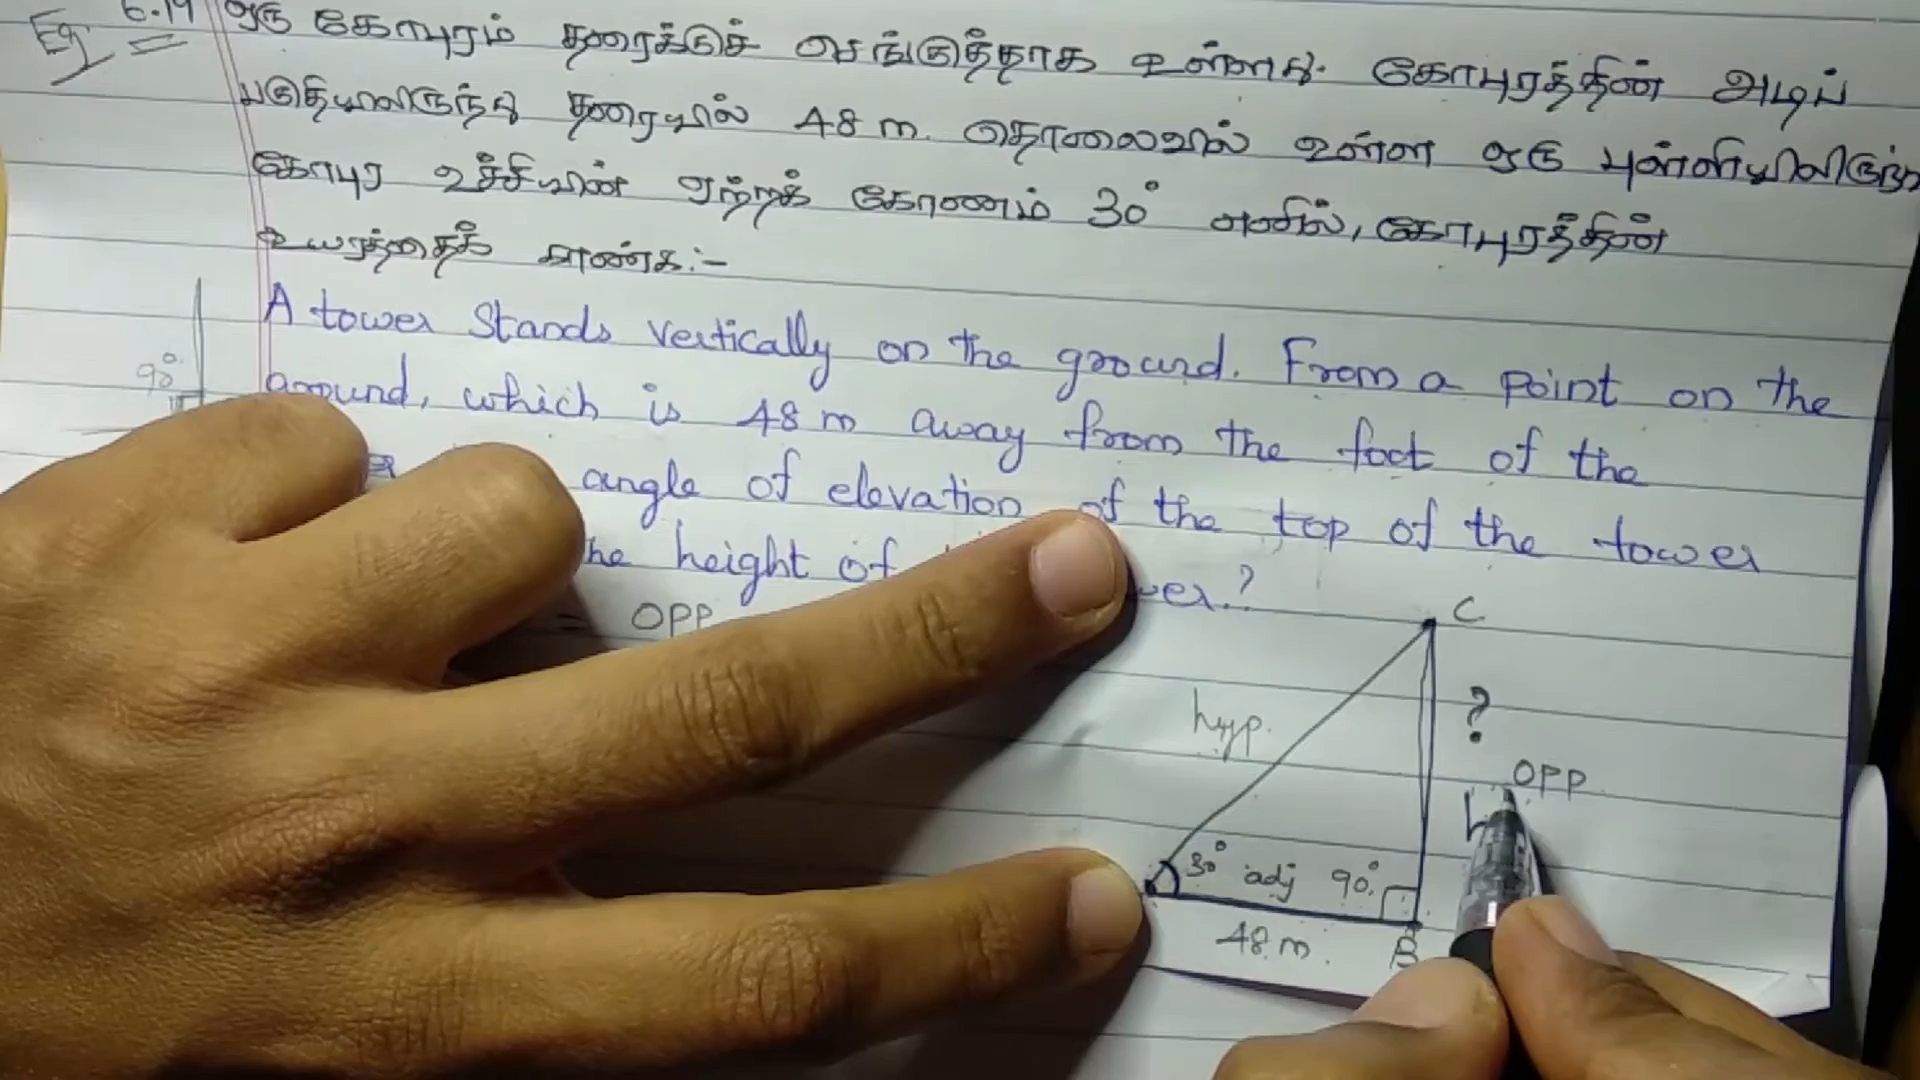 Eg: 6.19 ஒரு கோபுரம் தரைக்குச் செங்குத்தாக உள்ளது. கோபுரத்தின் அடிப்
பகுதியிலிருந்து தரையில் 48 m. தொலைவில் உள்ள ஒரு புள்ளியிலிருந்து
கோபுர உச்சியின் ஏற்றக் கோணம் 30° எனில், கோபுரத்தின்
உயரத்தைக் காண்க:-
A tower Stands vertically on the ground. From a point on the
90°
ground, which is 48 m away from the foot of the
angle of elevation of the top of the tower
he height of wer?
OPP
C
hyp.
?
OPP
h
30° adj 90°
48 m. B